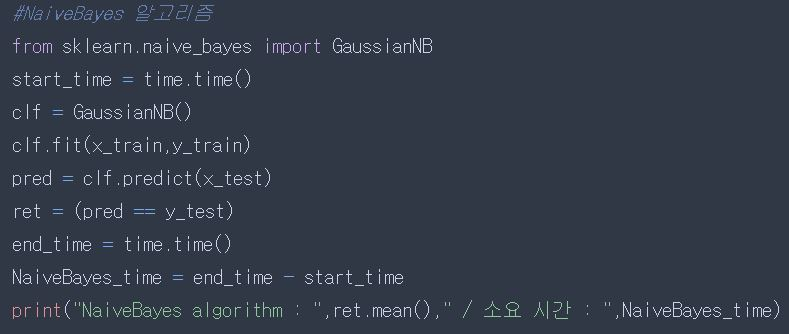 #NaiveBayes 알고리즘
from sklearn.naive_bayes import GaussianNB
start_time = time.time()
clf = GaussianNB()
clf.fit(x_train,y_train)
pred = clf.predict(x_test)
ret = (pred == y_test)
end_time = time.time()
NaiveBayes_time = end_time - start_time
print("NaiveBayes algorithm : ",ret.mean()," / 소요 시간 : ",NaiveBayes_time)